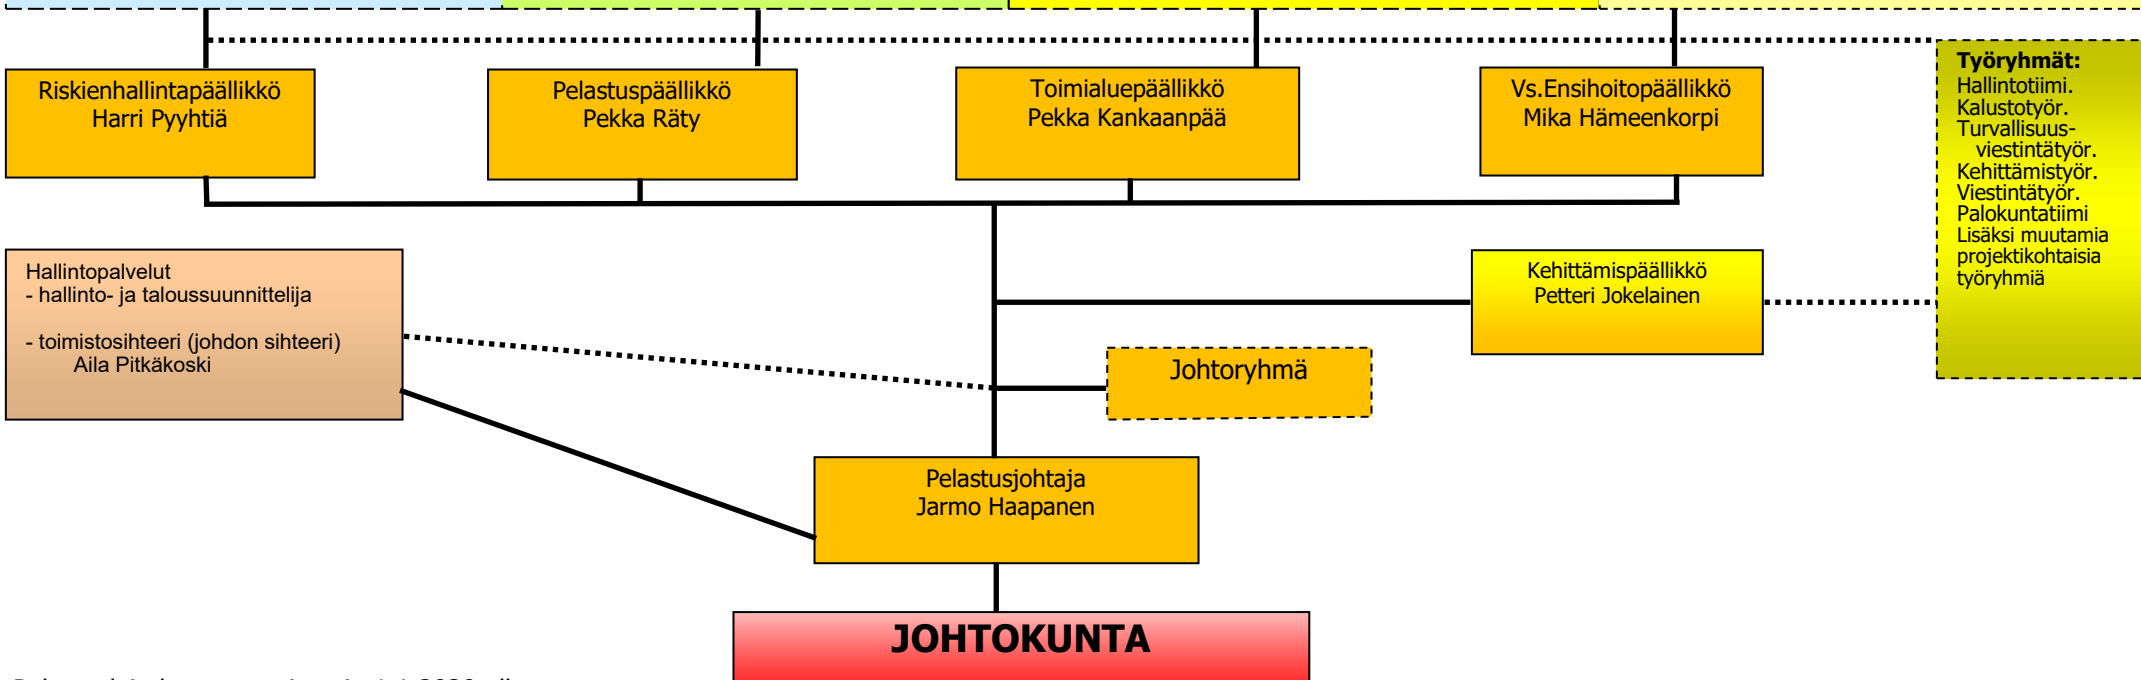 Riskienhallintapäällikkö
Harri Pyyhtiä
Pelastuspäällikkö
Pekka Räty
Toimialuepäällikkö
Pekka Kankaanpää
Vs.Ensihoitopäällikkö
Mika Hämeenkorpi
Työryhmät:
Hallintotiimi.
Kalustotyör.
Turvallisuus-
viestintätyör.
Kehittämistyör.
Viestintätyör.
Palokuntatiimi
Lisäksi muutamia
projektikohtaisia
työryhmiä
Hallintopalvelut
- hallinto- ja taloussuunnittelija
- toimistosihteeri (johdon sihteeri)
Aila Pitkäkoski
Kehittämispäällikkö
Petteri Jokelainen
Johtoryhmä
Pelastusjohtaja
Jarmo Haapanen
JOHTOKUNTA